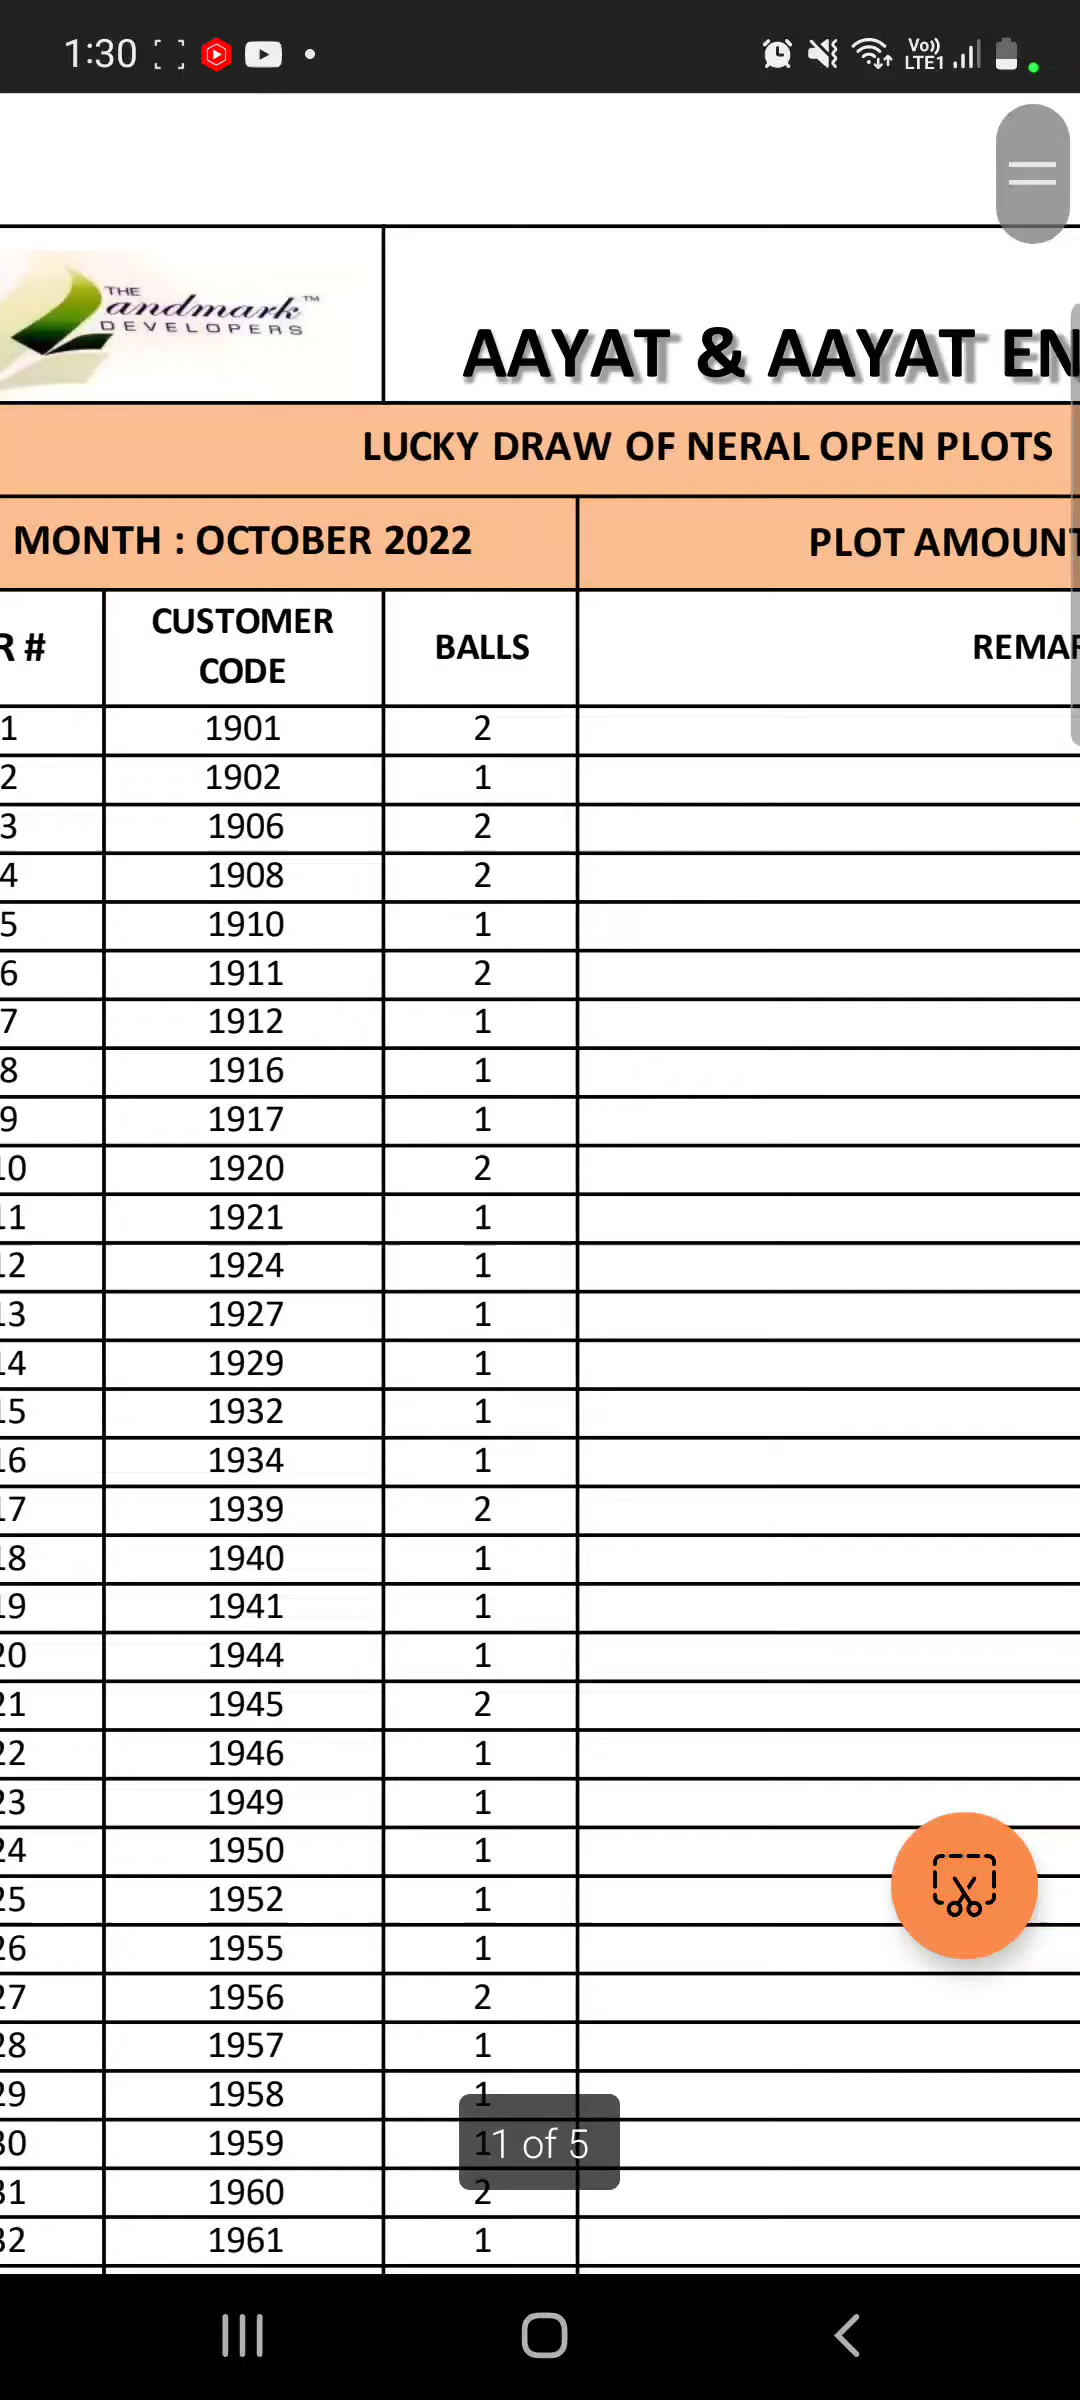 1:30
Vo)) LTE1
THE
Landmark™
DEVELOPERS
AAYAT & AAYAT EN
LUCKY DRAW OF NERAL OPEN PLOTS
MONTH : OCTOBER 2022 PLOT AMOUNT
R # CUSTOMER CODE BALLS REMAR
1 1901 2
2 1902 1
3 1906 2
4 1908 2
5 1910 1
6 1911 2
7 1912 1
8 1916 1
9 1917 1
10 1920 2
11 1921 1
12 1924 1
13 1927 1
14 1929 1
15 1932 1
16 1934 1
17 1939 2
18 1940 1
19 1941 1
20 1944 1
21 1945 2
22 1946 1
23 1949 1
24 1950 1
25 1952 1
26 1955 1
27 1956 2
28 1957 1
29 1958 1
30 1959 1
1 of 5
31 1960 2
32 1961 1